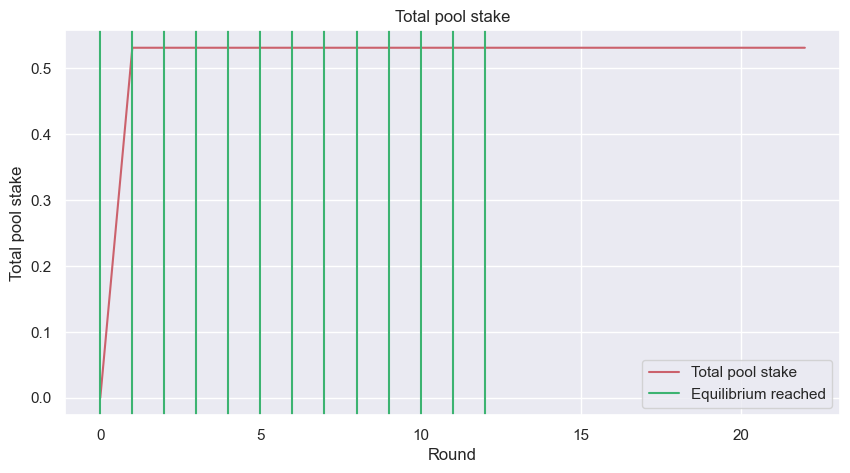 Total pool stake
Total pool stake
0.5
0.4
0.3
0.2
0.1
0.0
0
5
10
15
20
Round
Total pool stake
Equilibrium reached